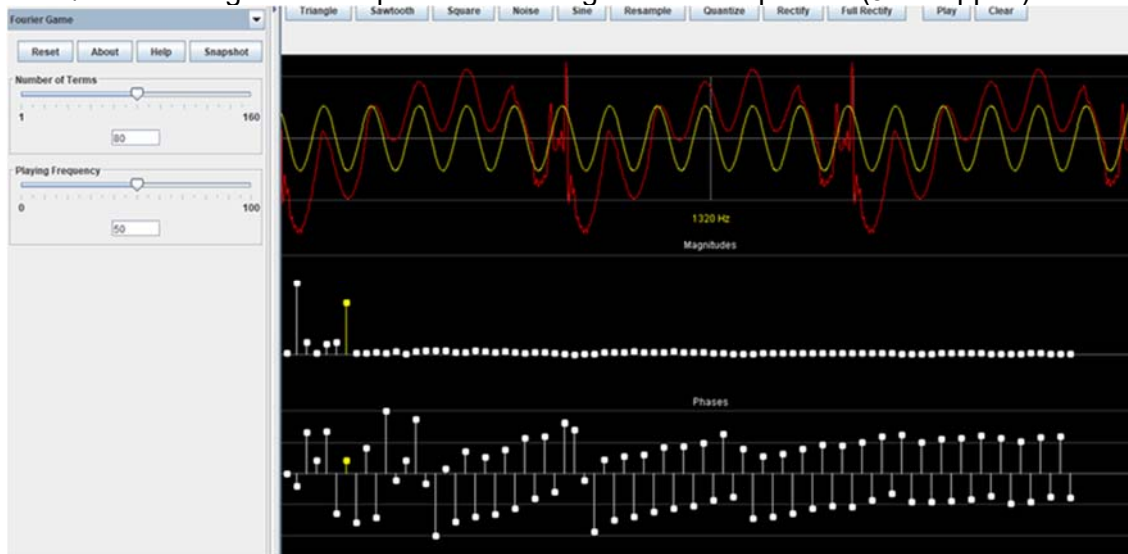 Fourier Game
Triangle Sawtooth Square Noise Sine Resample Quantize Rectify Full Rectify Play Clear
Reset About Help Snapshot
Number of Terms
1 160
80
Playing Frequency
0 100
50
1320 Hz
Magnitudes
Phases